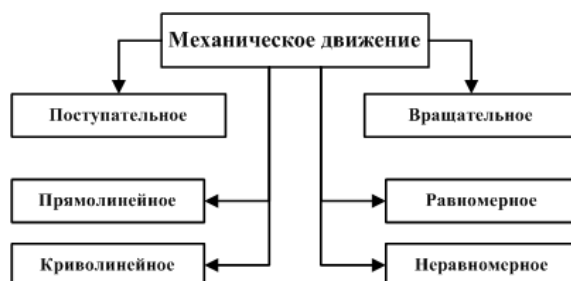 Механическое движение
Поступательное
Вращательное
Прямолинейное
Равномерное
Криволинейное
Неравномерное